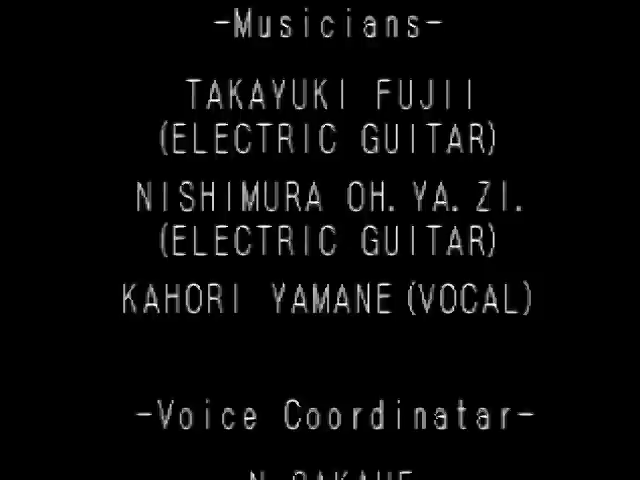 -Musicians-
TAKAYUKI FUJII
(ELECTRIC GUITAR)
NISHIMURA OH. YA. ZI.
(ELECTRIC GUITAR)
KAHORI YAMANE (VOCAL)
-Voice Coordinatar-